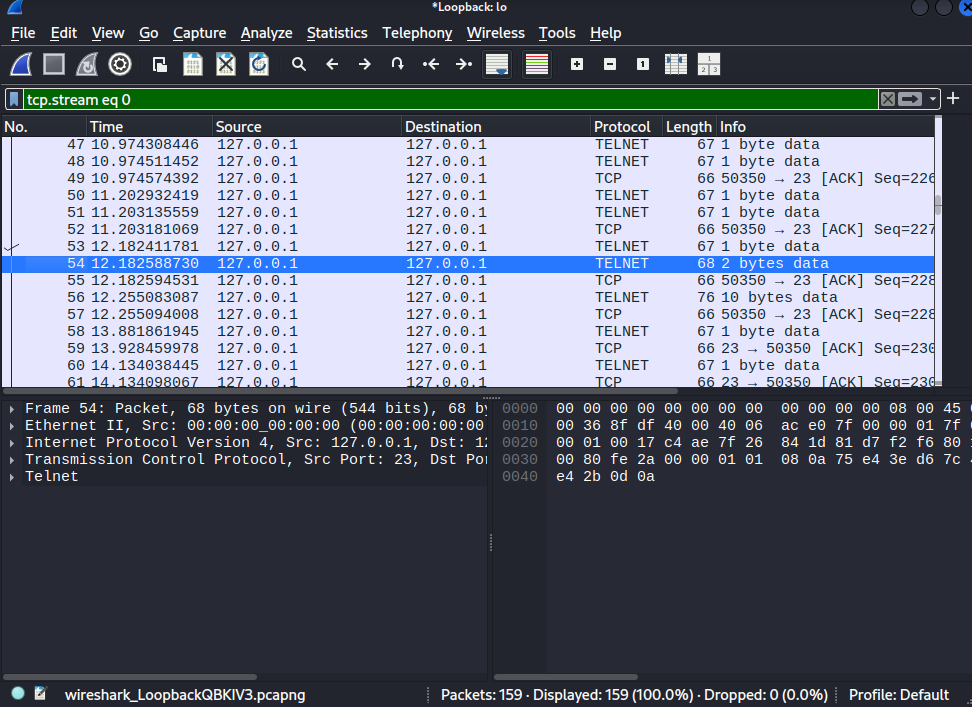 *Loopback: lo
File Edit View Go Capture Analyze Statistics Telephony Wireless Tools Help
tcp.stream eq 0
No. Time Source Destination Protocol Length Info
47 10.974308446 127.0.0.1 127.0.0.1 TELNET 67 1 byte data
48 10.974511452 127.0.0.1 127.0.0.1 TELNET 67 1 byte data
49 10.974574392 127.0.0.1 127.0.0.1 TCP 66 50350 → 23 [ACK] Seq=226
50 11.202932419 127.0.0.1 127.0.0.1 TELNET 67 1 byte data
51 11.203135559 127.0.0.1 127.0.0.1 TELNET 67 1 byte data
52 11.203181069 127.0.0.1 127.0.0.1 TCP 66 50350 → 23 [ACK] Seq=227
53 12.182411781 127.0.0.1 127.0.0.1 TELNET 67 1 byte data
54 12.182588730 127.0.0.1 127.0.0.1 TELNET 68 2 bytes data
55 12.182594531 127.0.0.1 127.0.0.1 TCP 66 50350 → 23 [ACK] Seq=228
56 12.255083087 127.0.0.1 127.0.0.1 TELNET 76 10 bytes data
57 12.255094008 127.0.0.1 127.0.0.1 TCP 66 50350 → 23 [ACK] Seq=228
58 13.881861945 127.0.0.1 127.0.0.1 TELNET 67 1 byte data
59 13.928459978 127.0.0.1 127.0.0.1 TCP 66 23 → 50350 [ACK] Seq=230
60 14.134038445 127.0.0.1 127.0.0.1 TELNET 67 1 byte data
61 14.134098067 127.0.0.1 127.0.0.1 TCP 66 23 → 50350 [ACK] Seq=230
Frame 54: Packet, 68 bytes on wire (544 bits), 68 by
Ethernet II, Src: 00:00:00_00:00:00 (00:00:00:00:00
Internet Protocol Version 4, Src: 127.0.0.1, Dst: 12
Transmission Control Protocol, Src Port: 23, Dst Por
Telnet
0000 00 00 00 00 00 00 00 00 00 00 00 00 08 00 45
0010 00 36 8f df 40 00 40 06 ac e0 7f 00 00 01 7f
0020 00 01 00 17 c4 ae 7f 26 84 1d 81 d7 f2 f6 80
0030 00 80 fe 2a 00 00 01 01 08 0a 75 e4 3e d6 7c
0040 e4 2b 0d 0a
wireshark_LoopbackQBKIV3.pcapng
Packets: 159 · Displayed: 159 (100.0%) · Dropped: 0 (0.0%)
Profile: Default